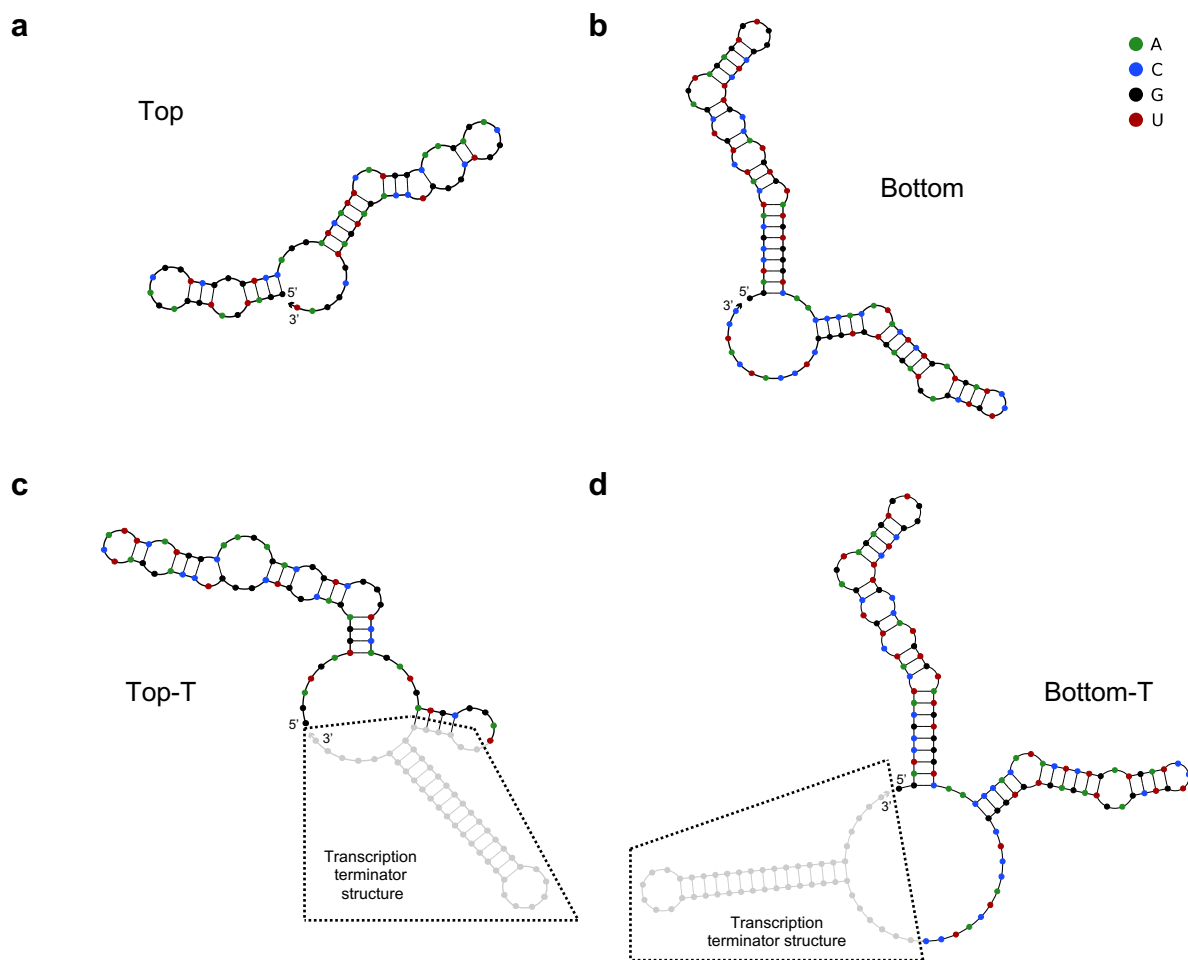 a
b
A
C
G
U
Top
Bottom
5'
3'
5'
3'
c
d
Top-T
Bottom-T
5'
3'
5'
3'
Transcription
terminator
structure
Transcription
terminator structure